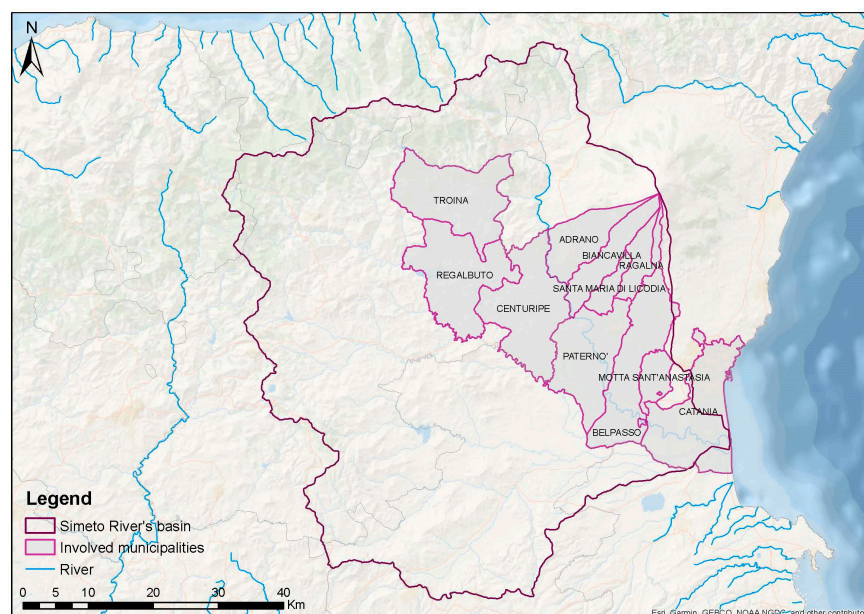 N
TROINA
ADRANO
BIANCAVILLA
RAGALNA
REGALBUTO
SANTA MARIA DI LICODIA
CENTURIPE
PATERNO'
MOTTA SANT'ANASTASIA
CATANIA
BELPASSO
Legend
Simeto River's basin
Involved municipalities
River
0 5 10 20 30 40
Km
Esri, Garmin, GEBCO, NOAA NGDC, and other contributo